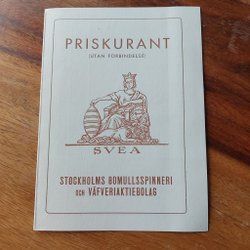 PRISKURANT
(UTAN FÖRBINDELSE)
SVEA
STOCKHOLMS BOMULLSSPINNERI
OCH VÄFVERIAKTIEBOLAG